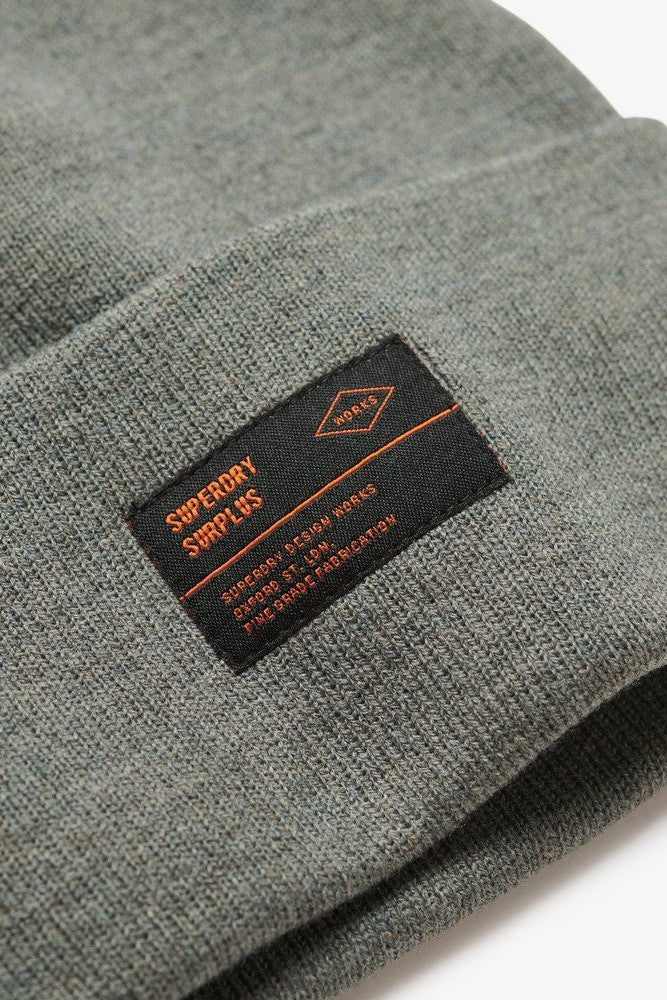 WORKS
SUPERDRY
SURPLUS
SUPERDRY DESIGN WORKS
OXFORD ST. LDN.
FINE GRADE FABRICATION